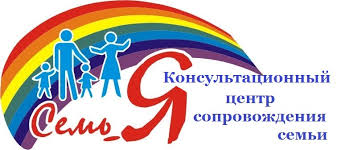 Семь_Я
Консультационный
центр
сопровождения
семьи